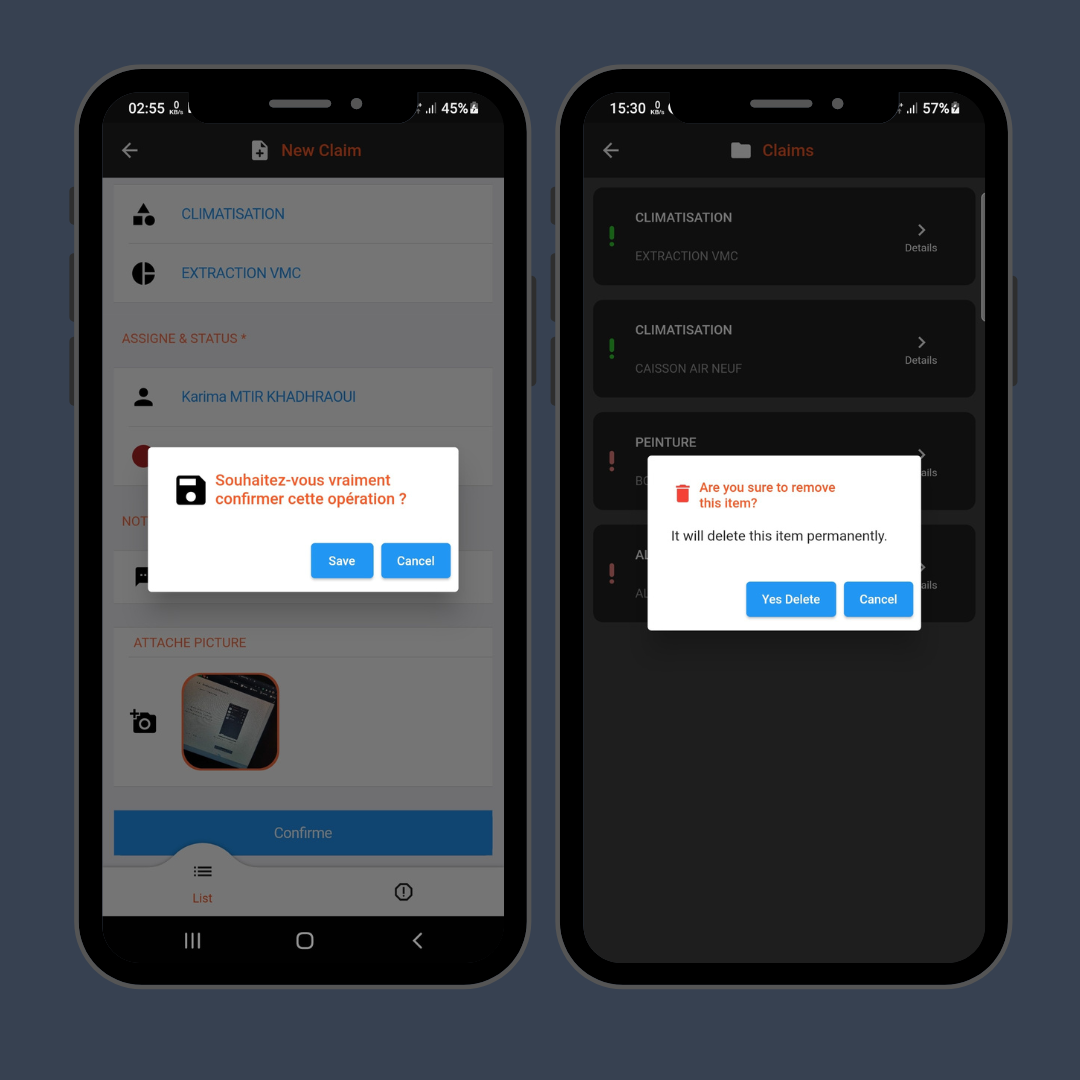 02:55 0 KB/s
45%
New Claim
CLIMATISATION
EXTRACTION VMC
ASSIGNE & STATUS *
Karima MTIR KHADHRAOUI
Souhaitez-vous vraiment
confirmer cette opération ?
Save Cancel
NOT
ATTACHE PICTURE
Confirme
List
15:30 0 KB/s
57%
Claims
CLIMATISATION
EXTRACTION VMC
Details
CLIMATISATION
CAISSON AIR NEUF
Details
PEINTURE
ails
Are you sure to remove
this item?
It will delete this item permanently.
Yes Delete Cancel
AL
ails
AL